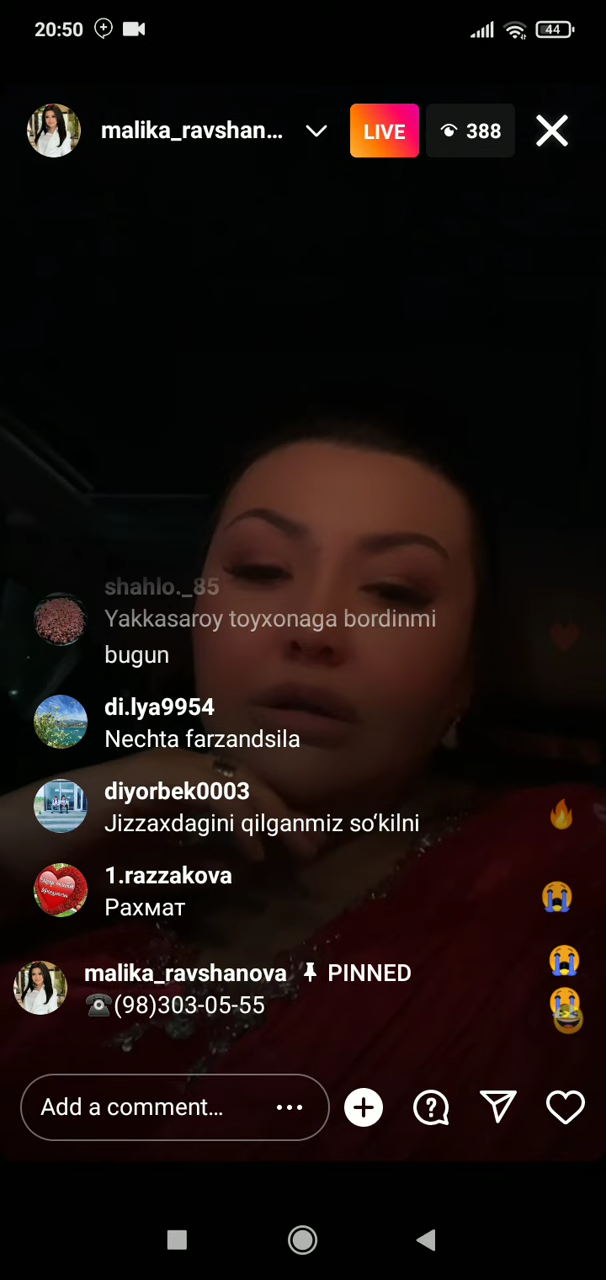 20:50
44
malika_ravshan...
LIVE
388
shahlo._85
Yakkasaroy toyxonaga bordinmi
bugun
di.lya9954
Nechta farzandsila
diyorbek0003
Jizzaxdagini qilganmiz so‘kilni
1.razzakova
Рахмат
malika_ravshanova PINNED
☎(98)303-05-55
Add a comment...